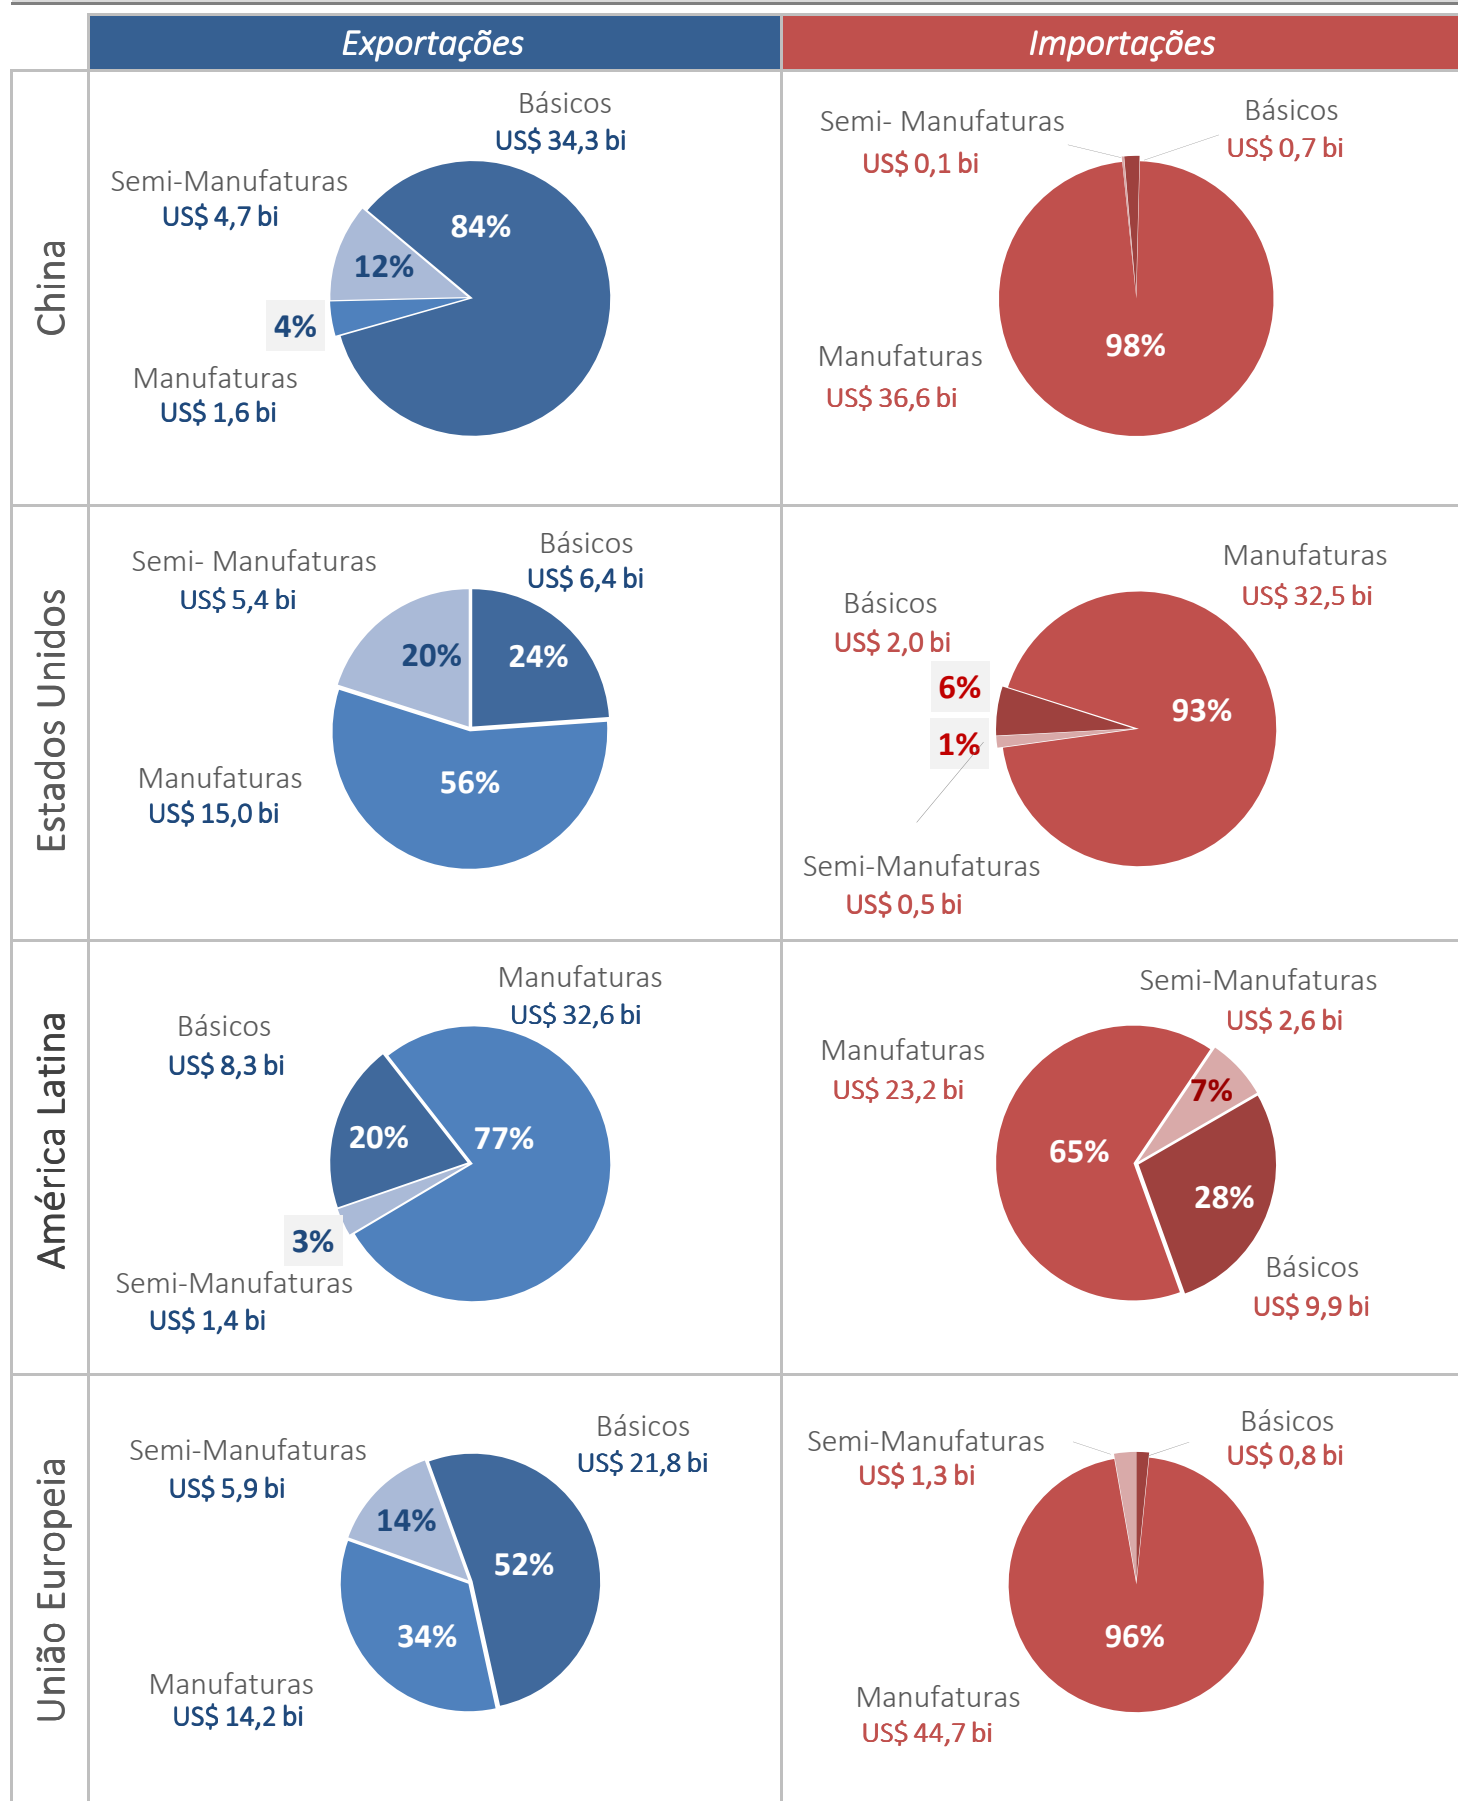 Exportações
Importações
China
Básicos
US$ 34,3 bi
Semi-Manufaturas
US$ 4,7 bi
84%
12%
4%
Manufaturas
US$ 1,6 bi
Semi- Manufaturas
US$ 0,1 bi
Básicos
US$ 0,7 bi
Manufaturas
US$ 36,6 bi
98%
Estados Unidos
Semi- Manufaturas
US$ 5,4 bi
Básicos
US$ 6,4 bi
20%
24%
Manufaturas
US$ 15,0 bi
56%
Manufaturas
US$ 32,5 bi
Básicos
US$ 2,0 bi
6%
93%
1%
Semi-Manufaturas
US$ 0,5 bi
América Latina
Manufaturas
US$ 32,6 bi
Básicos
US$ 8,3 bi
20%
77%
3%
Semi-Manufaturas
US$ 1,4 bi
Semi-Manufaturas
US$ 2,6 bi
Manufaturas
US$ 23,2 bi
7%
65%
28%
Básicos
US$ 9,9 bi
União Europeia
Básicos
US$ 21,8 bi
Semi-Manufaturas
US$ 5,9 bi
14%
52%
34%
Manufaturas
US$ 14,2 bi
Semi-Manufaturas
US$ 1,3 bi
Básicos
US$ 0,8 bi
96%
Manufaturas
US$ 44,7 bi